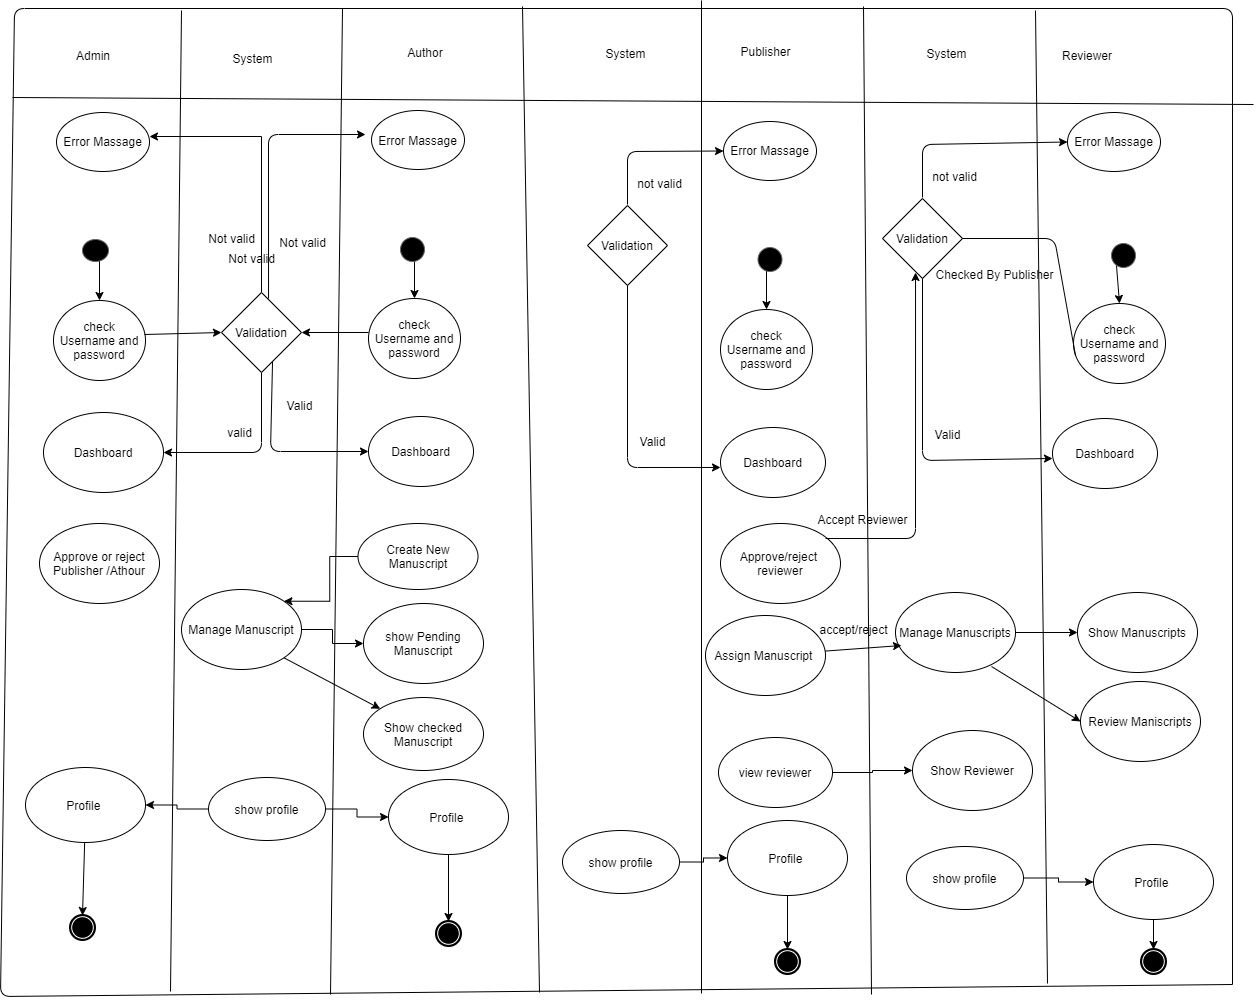 Admin
System
Author
System
Publisher
System
Reviewer
Error Massage
Error Massage
Error Massage
Error Massage
Not valid
Not valid
Not valid
not valid
not valid
Validation
Validation
Validation
Checked By Publisher
check
Username and
password
check
Username and
password
check
Username and
password
check
Username and
password
valid
Valid
Valid
Valid
Dashboard
Dashboard
Dashboard
Dashboard
Accept Reviewer
Approve or reject
Publisher /Athour
Create New
Manuscript
Approve/reject
reviewer
Manage Manuscript
show Pending
Manuscript
Show checked
Manuscript
accept/reject
Assign Manuscript
Manage Manuscripts
Show Manuscripts
Review Maniscripts
view reviewer
Show Reviewer
Profile
show profile
Profile
show profile
Profile
show profile
Profile